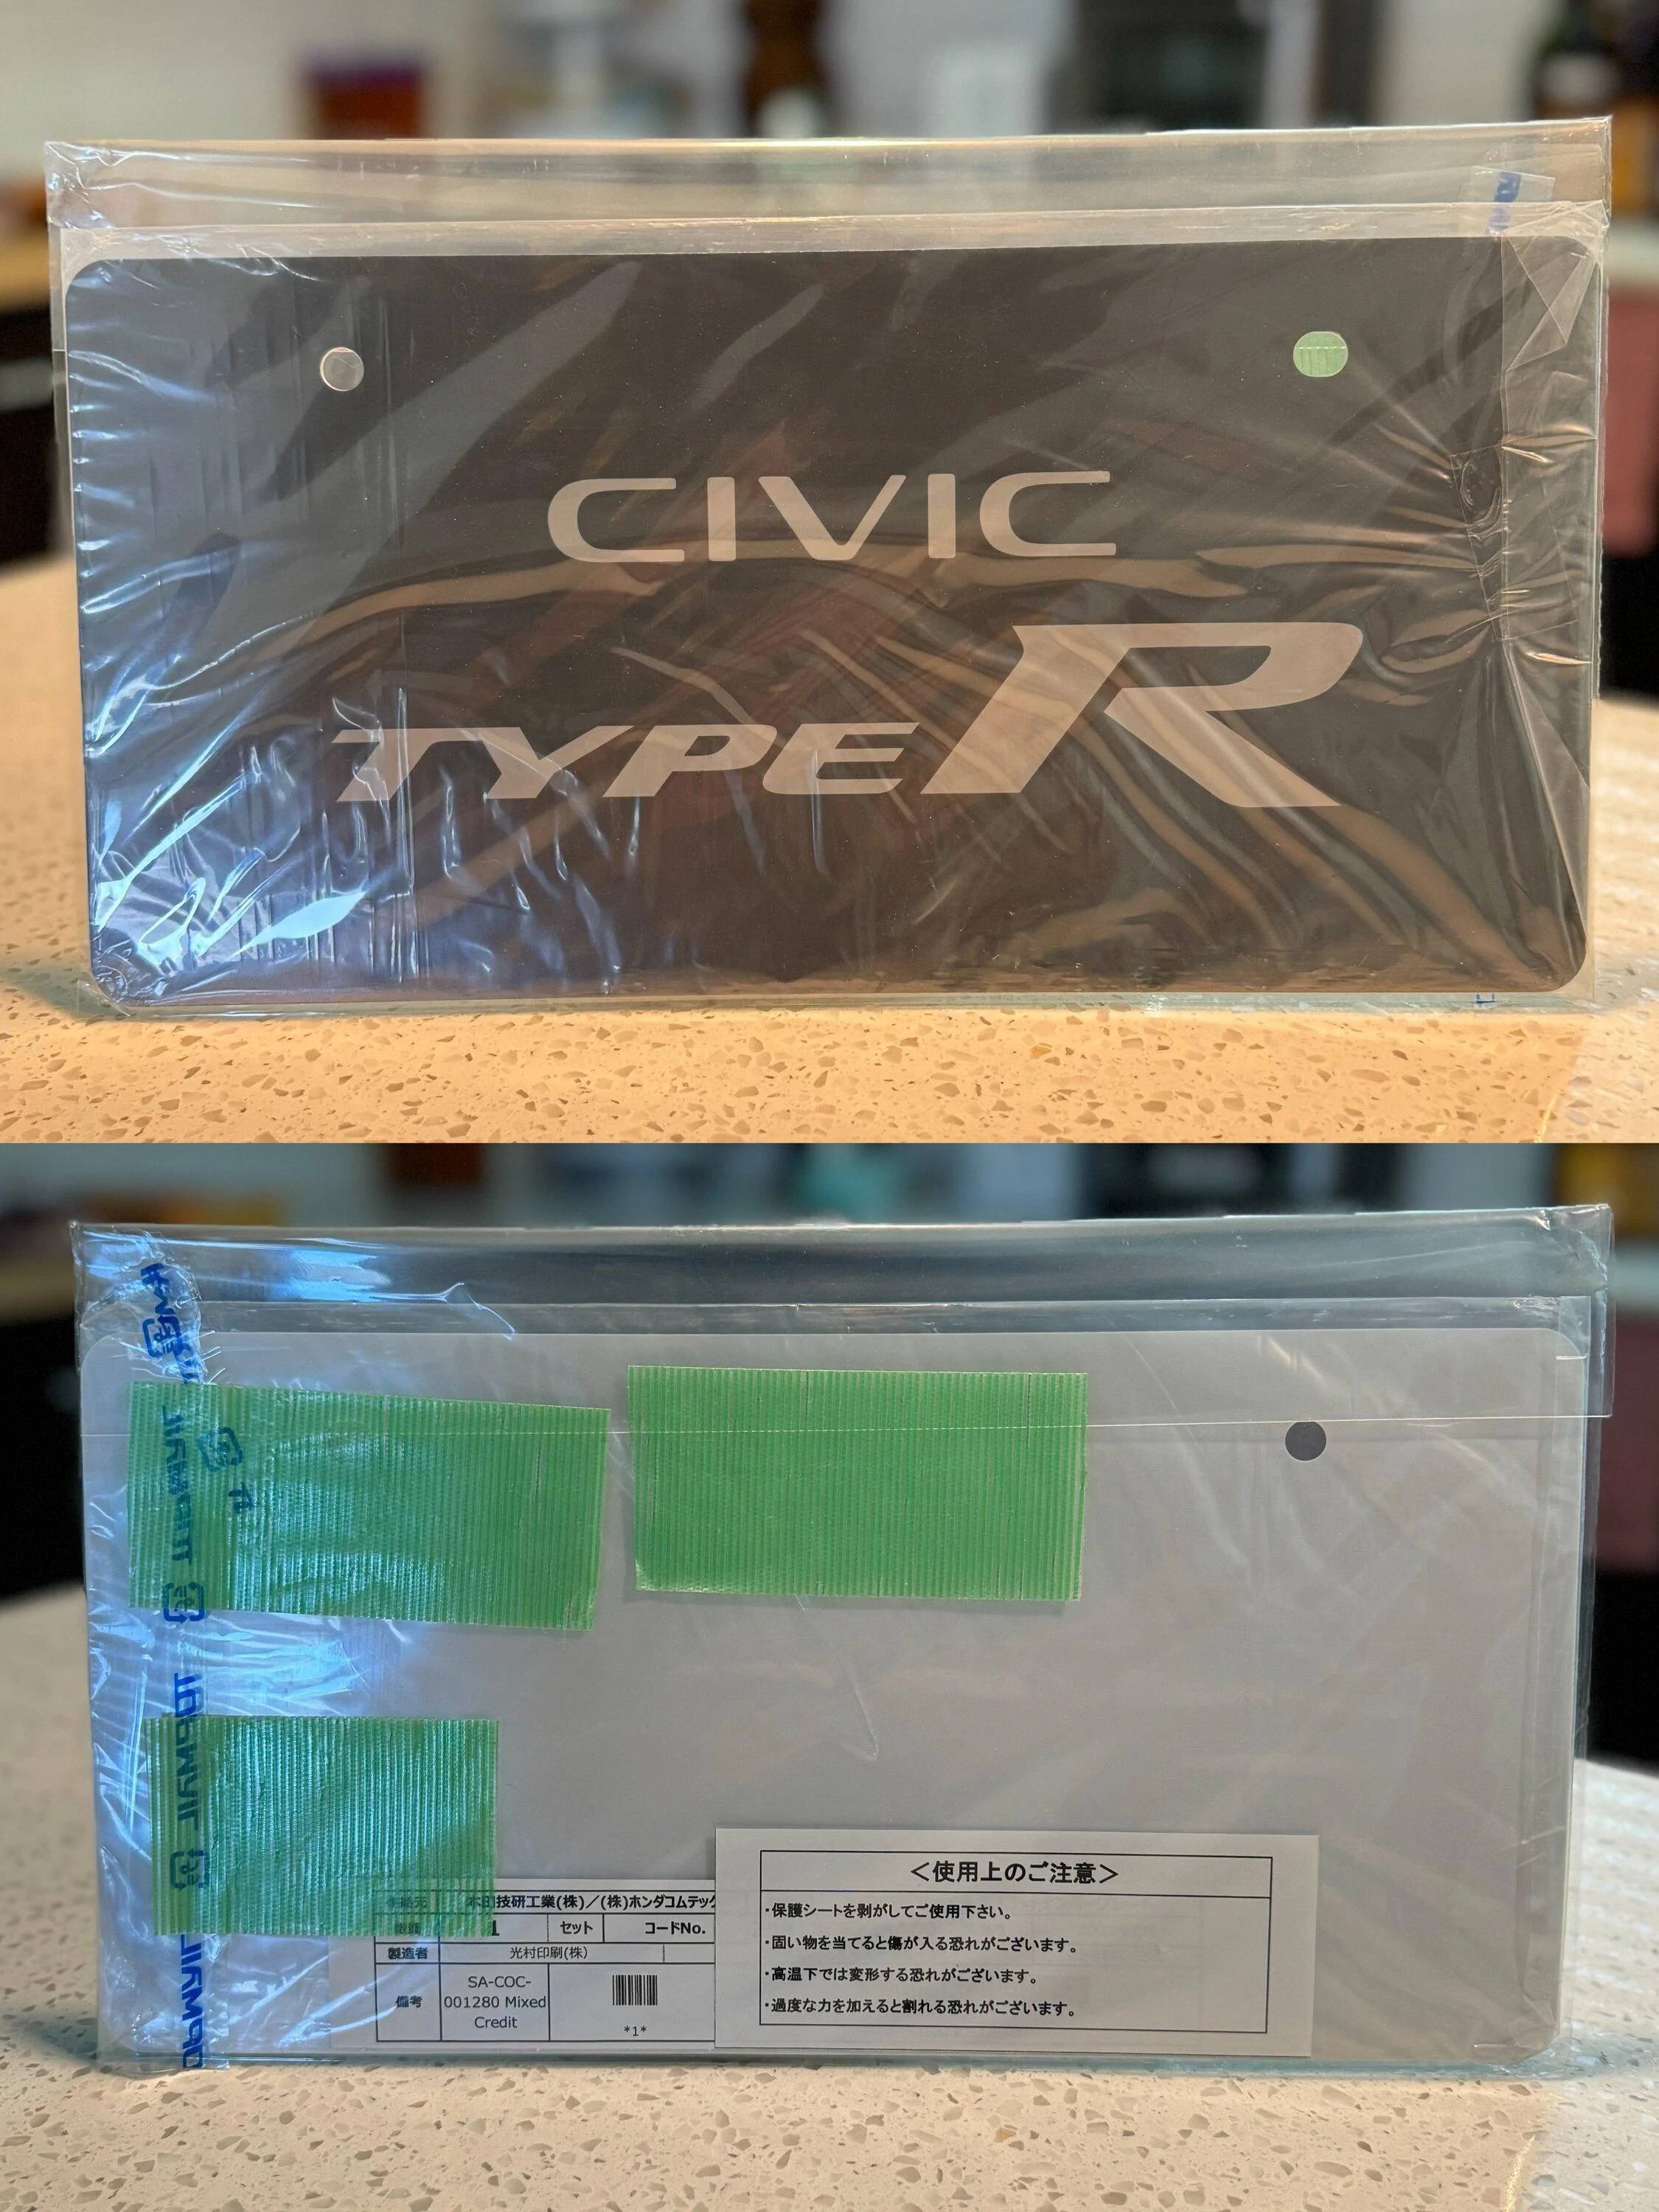 CIVIC
TYPE R
本田技研工業(株)／(株)ホンダコムテック
1 セット コードNo.
製造者 光村印刷(株)
備考 SA-COC-
001280 Mixed
Credit
*1*
＜使用上のご注意＞
・保護シートを剥がしてご使用下さい。
・固い物を当てると傷が入る恐れがございます。
・高温下では変形する恐れがございます。
・過度な力を加えると割れる恐れがございます。